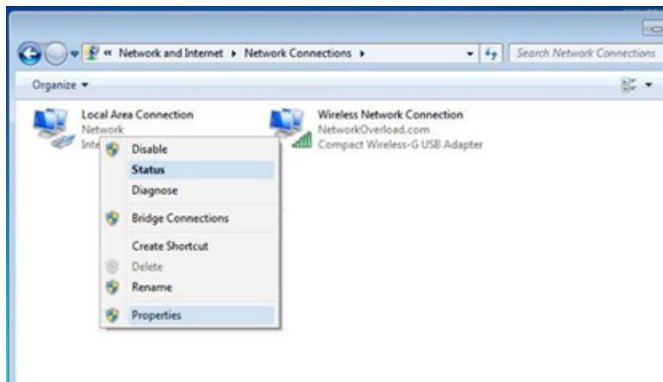 « Network and Internet ▸ Network Connections ▸
Search Network Connections
Organize
Local Area Connection
Network
Inte
Wireless Network Connection
NetworkOverload.com
Compact Wireless-G USB Adapter
Disable
Status
Diagnose
Bridge Connections
Create Shortcut
Delete
Rename
Properties